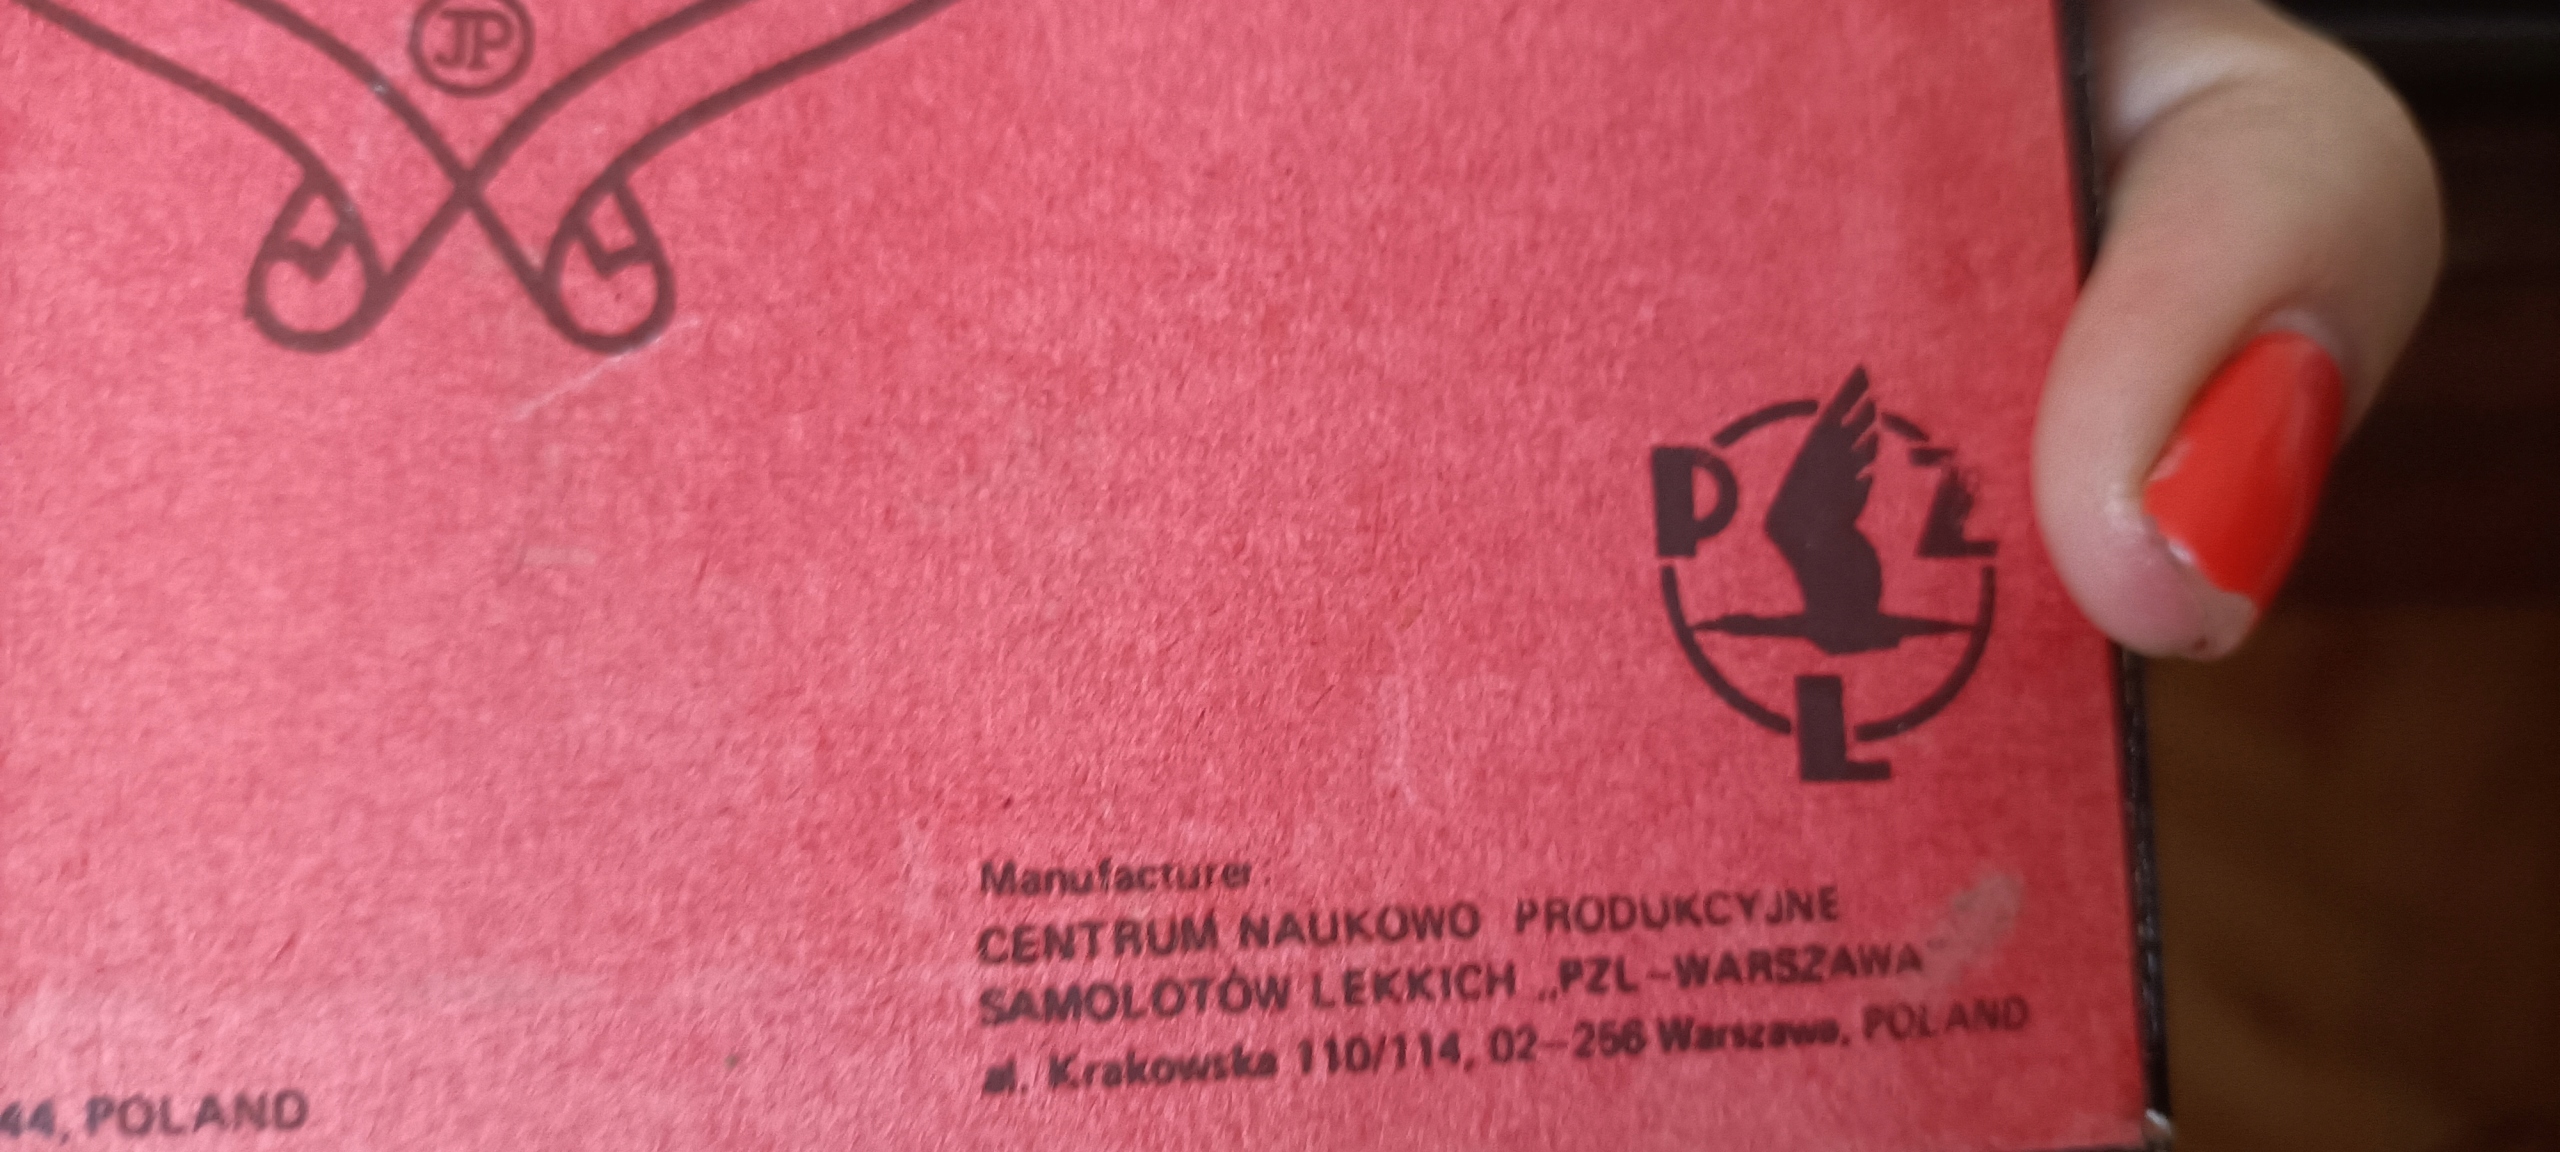 JP
P Z
L
Manufacturer:
CENTRUM NAUKOWO PRODUKCYJNE
SAMOLOTÓW LEKKICH „PZL-WARSZAWA"
al. Krakowska 110/114, 02-256 Warszawa, POLAND
44, POLAND